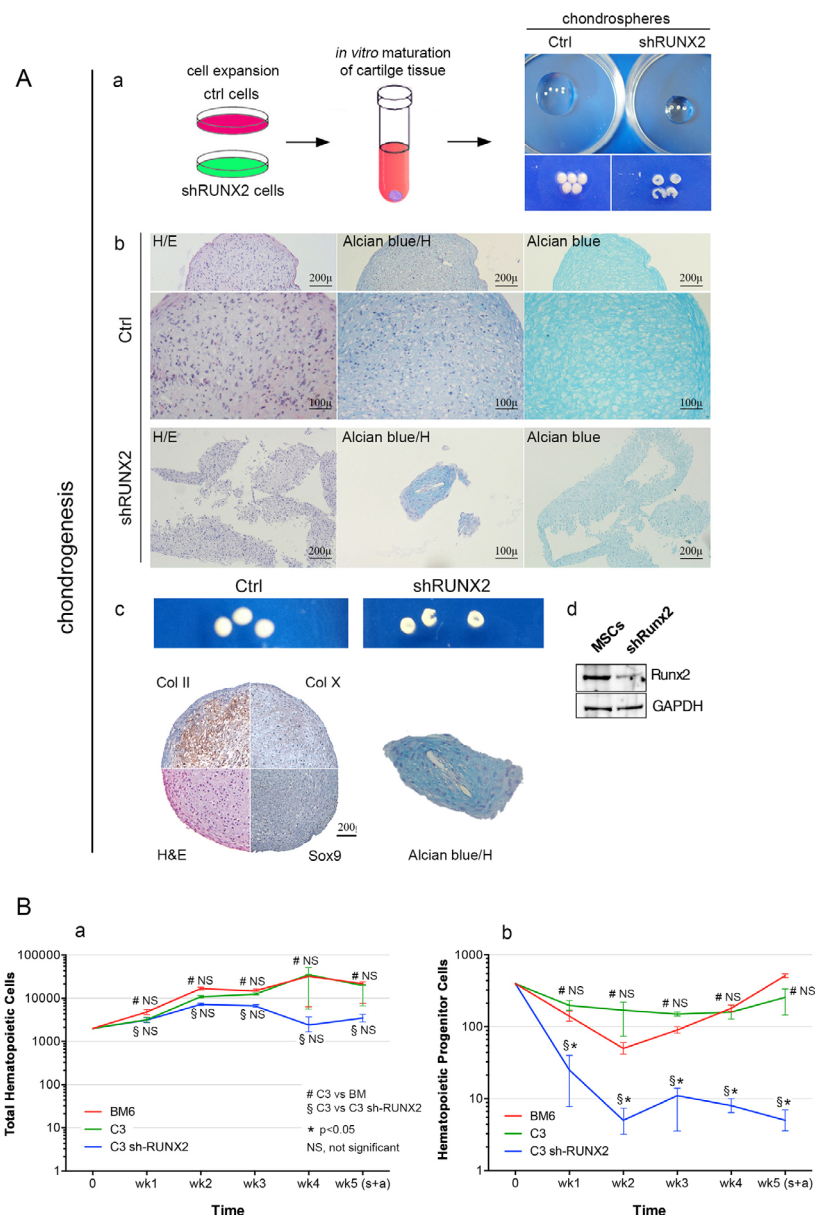 chondrospheres
Ctrl
shRUNX2
A
a
cell expansion
ctrl cells
shRUNX2 cells
in vitro maturation
of cartilge tissue
chondrogenesis
b
Ctrl
H/E
Alcian blue/H
Alcian blue
200μ
200μ
200μ
100μ
100μ
100μ
shRUNX2
H/E
Alcian blue/H
Alcian blue
200μ
100μ
200μ
c
Ctrl
shRUNX2
Col II
Col X
H&E
Sox9
200
Alcian blue/H
d
MSCs
shRunx2
Runx2
GAPDH
B
a
Total Hematopoietic Cells
100000
10000
1000
100
10
1
# NS
# NS
# NS
# NS
# NS
§ NS
§ NS
§ NS
§ NS
§ NS
BM6
C3
C3 sh-RUNX2
# C3 vs BM
§ C3 vs C3 sh-RUNX2
* p<0.05
NS, not significant
0
wk1
wk2
wk3
wk4
wk5 (s+a)
Time
b
Hematopoietic Progenitor Cells
1000
100
10
1
# NS
# NS
# NS
# NS
# NS
§*
§*
§*
§*
§*
BM6
C3
C3 sh-RUNX2
0
wk1
wk2
wk3
wk4
wk5 (s+a)
Time